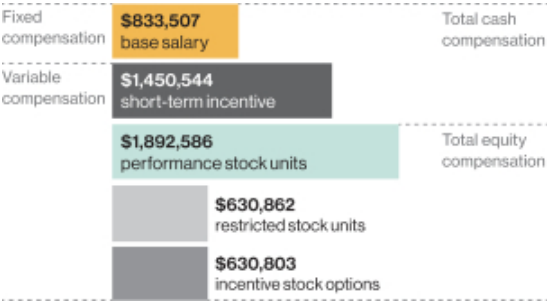 Fixed
compensation
$833,507
base salary
Total cash
compensation
Variable
compensation
$1,450,544
short-term incentive
$1,892,586
performance stock units
Total equity
compensation
$630,862
restricted stock units
$630,803
incentive stock options